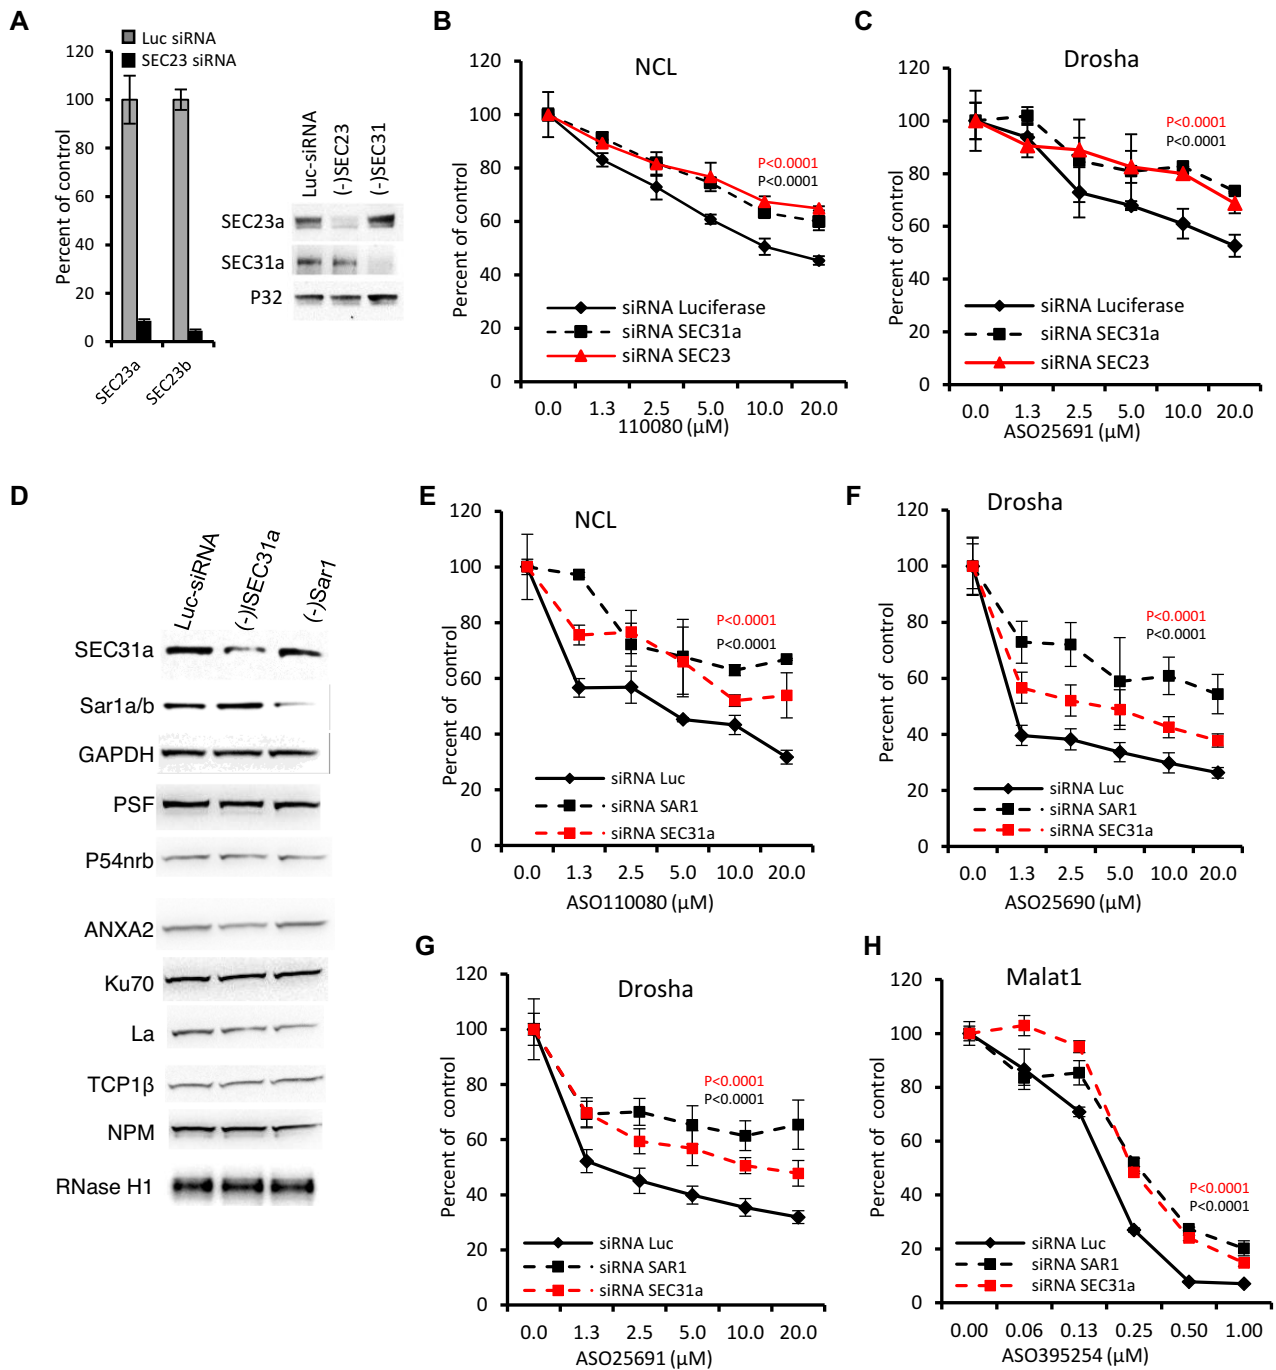 A
Luc siRNA
SEC23 siRNA
Percent of control
120
100
80
60
40
20
0
SEC23a
SEC23b
Luc-siRNA
(-)SEC23
(-)SEC31
SEC23a
SEC31a
P32
B
NCL
Percent of control
120
100
80
60
40
20
0
P<0.0001
P<0.0001
siRNA Luciferase
siRNA SEC31a
siRNA SEC23
0.0 1.3 2.5 5.0 10.0 20.0
110080 (µM)
C
Drosha
Percent of control
120
100
80
60
40
20
0
P<0.0001
P<0.0001
siRNA Luciferase
siRNA SEC31a
siRNA SEC23
0.0 1.3 2.5 5.0 10.0 20.0
ASO25691 (µM)
D
Luc-siRNA
(-)lSEC31a
(-)Sar1
SEC31a
Sar1a/b
GAPDH
PSF
P54nrb
ANXA2
Ku70
La
TCP1β
NPM
RNase H1
E
NCL
Percent of control
120
100
80
60
40
20
0
P<0.0001
P<0.0001
siRNA Luc
siRNA SAR1
siRNA SEC31a
0.0 1.3 2.5 5.0 10.0 20.0
ASO110080 (µM)
F
Drosha
Percent of control
120
100
80
60
40
20
0
P<0.0001
P<0.0001
siRNA Luc
siRNA SAR1
siRNA SEC31a
0.0 1.3 2.5 5.0 10.0 20.0
ASO25690 (µM)
G
Drosha
Percent of control
120
100
80
60
40
20
0
P<0.0001
P<0.0001
siRNA Luc
siRNA SAR1
siRNA SEC31a
0.0 1.3 2.5 5.0 10.0 20.0
ASO25691 (µM)
H
Malat1
Percent of control
120
100
80
60
40
20
0
P<0.0001
P<0.0001
siRNA Luc
siRNA SAR1
siRNA SEC31a
0.00 0.06 0.13 0.25 0.50 1.00
ASO395254 (µM)